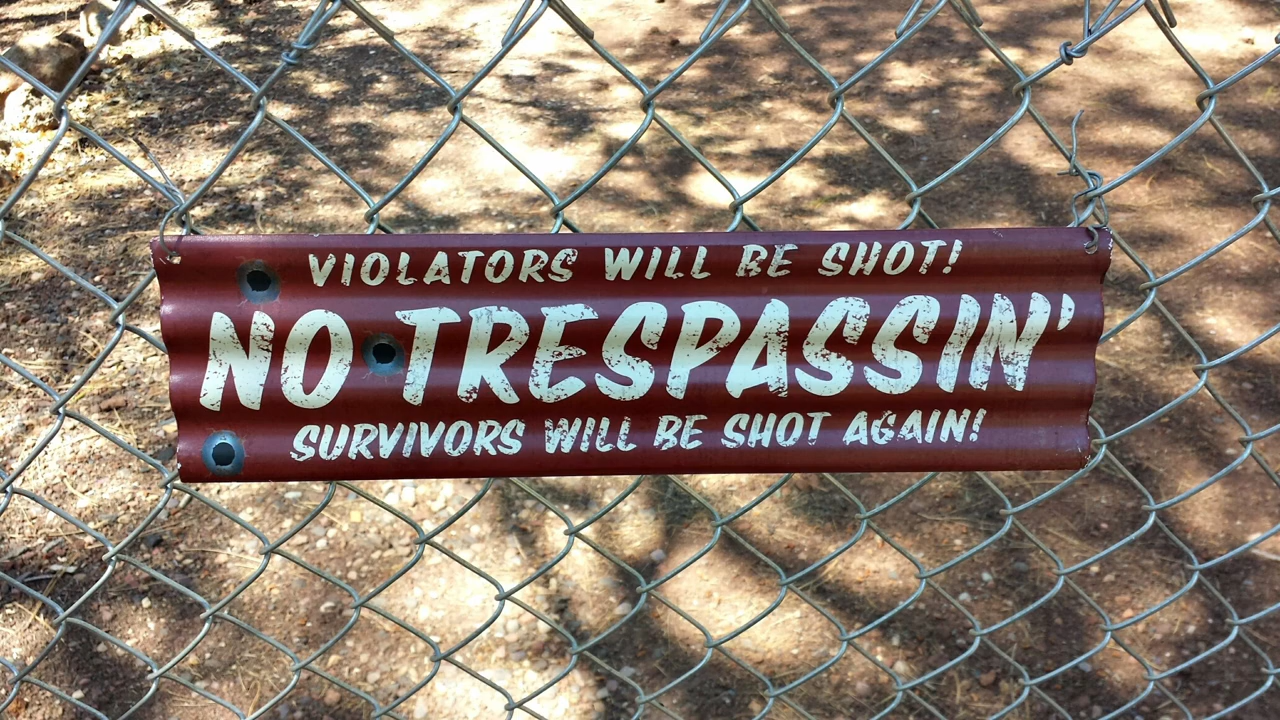 VIOLATORS WILL BE SHOT!
NO TRESPASSIN'
SURVIVORS WILL BE SHOT AGAIN!